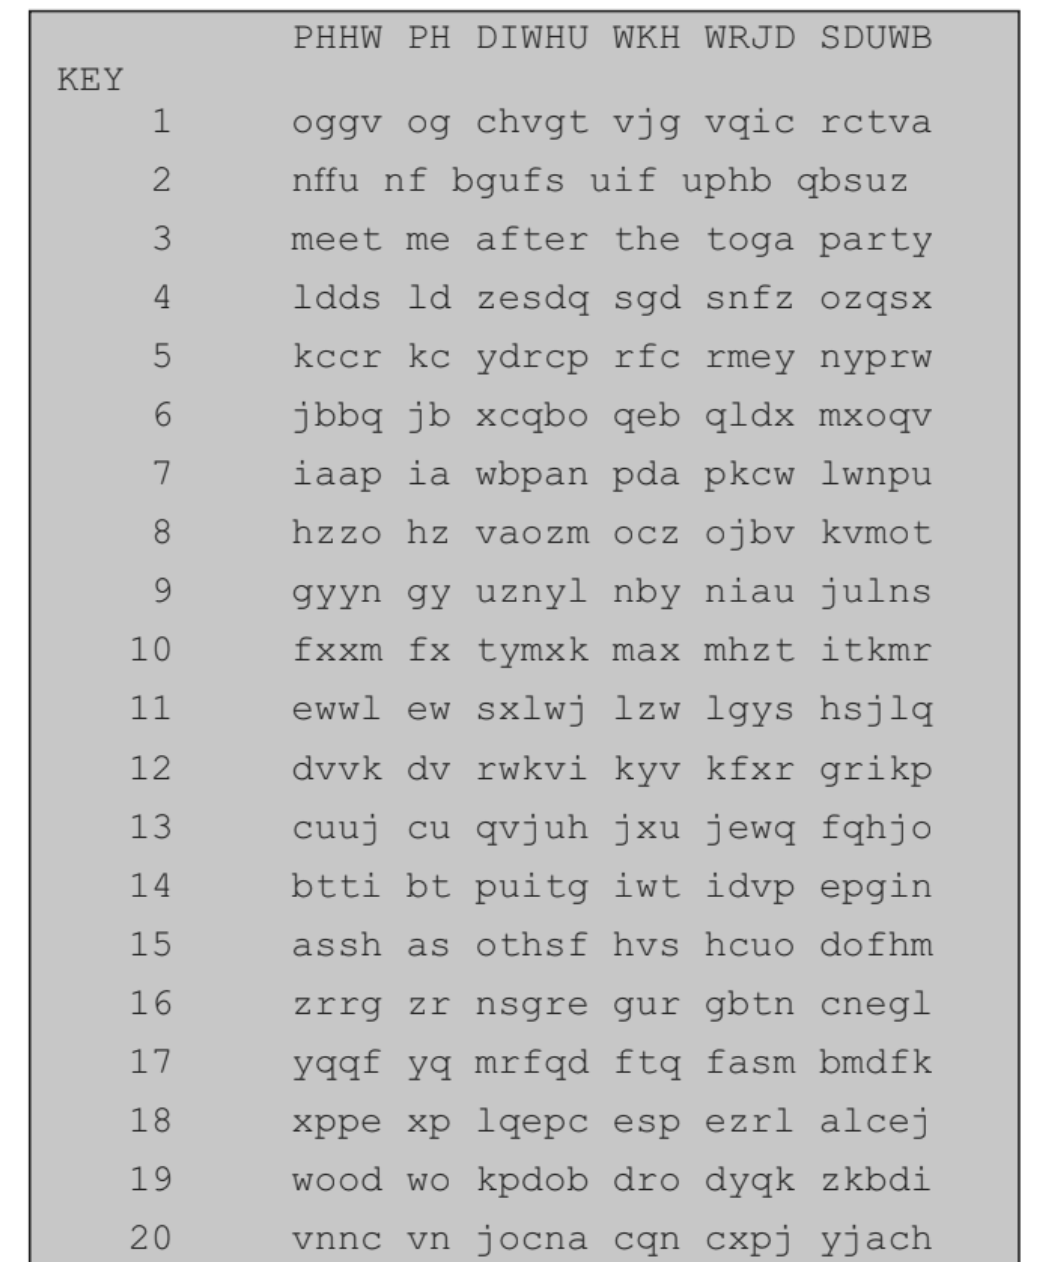 PHHW PH DIWHU WKH WRJD SDUWB
KEY
1 oggv og chvgt vjg vqic rctva
2 nffu nf bgufs uif uphb qbsuz
3 meet me after the toga party
4 ldds ld zesdq sgd snfz ozqsx
5 kccr kc ydrcp rfc rmey nyprw
6 jbbq jb xcqbo qeb qldx mxoqv
7 iaap ia wbpan pda pkcw lwnpu
8 hzzo hz vaozm ocz ojbv kvmot
9 gyyn gy uznyl nby niau julns
10 fxxm fx tymxk max mhzt itkmr
11 ewwl ew sxlwj lzw lgys hsjlq
12 dvvk dv rwkvi kyv kfxr grikp
13 cuuj cu qvjuh jxu jewq fqhjo
14 btti bt puitg iwt idvp epgin
15 assh as othsf hvs hcuo dofhm
16 zrrg zr nsgre gur gbtn cnegl
17 yqqf yq mrfqd ftq fasm bmdfk
18 xppe xp lqepc esp ezrl alcej
19 wood wo kpdob dro dyqk zkbdi
20 vnnc vn jocna cqn cxpj yjach